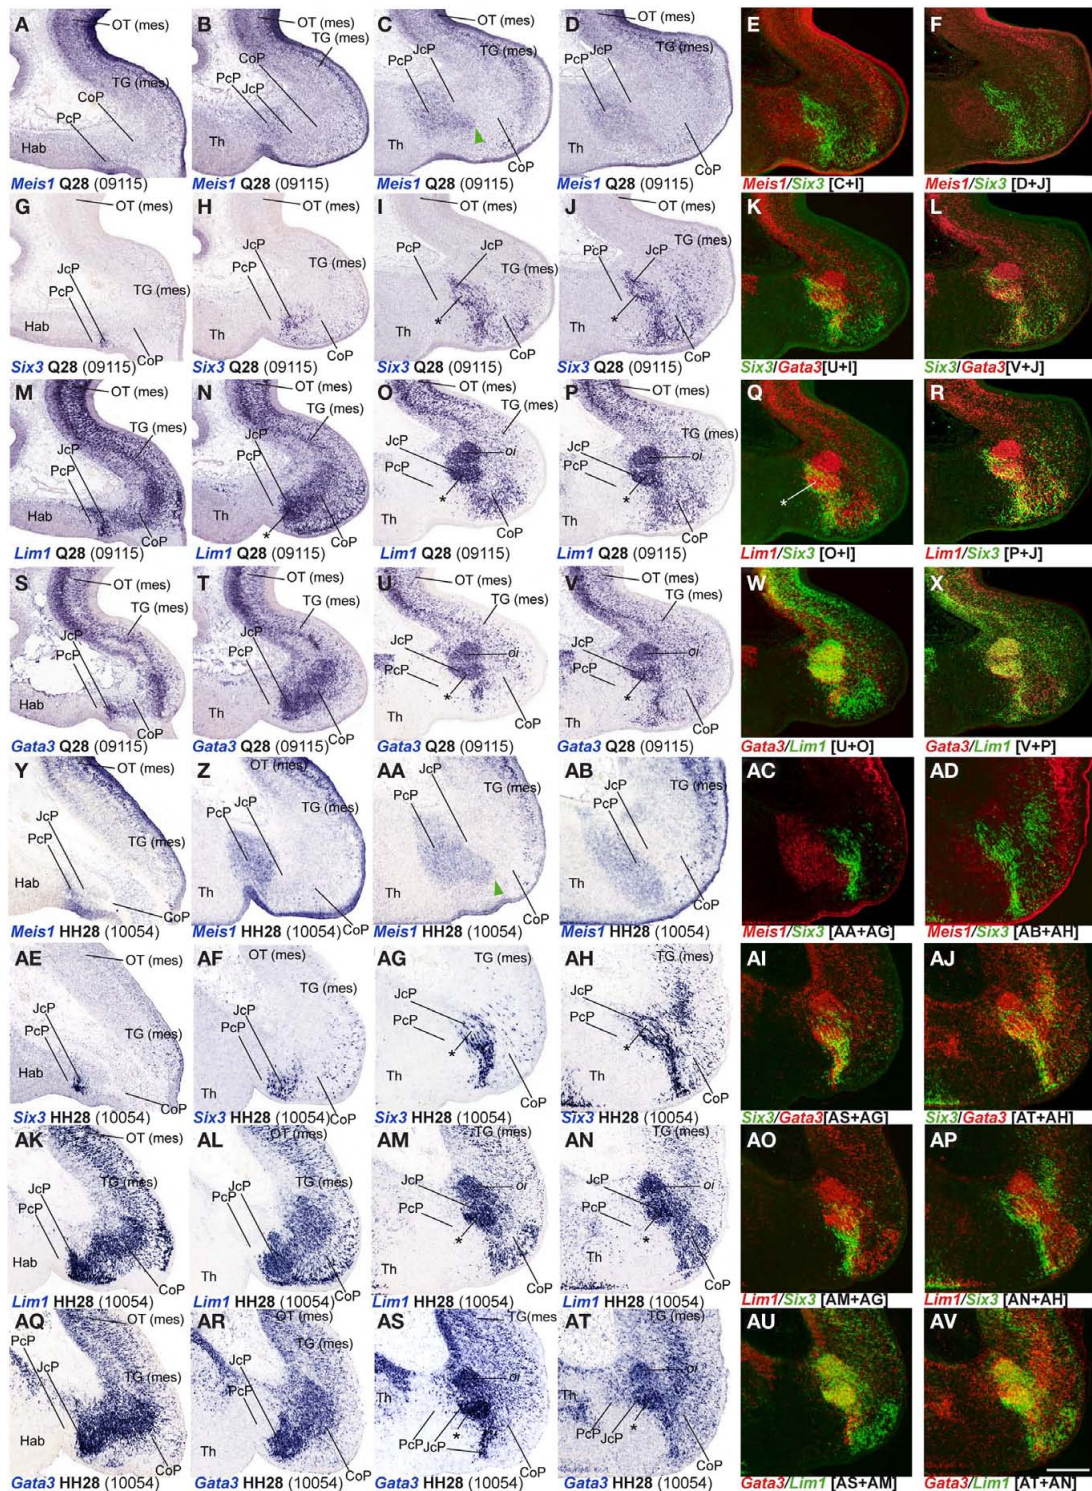 A
OT (mes)
TG (mes)
CoP
PcP
Hab
Meis1 Q28 (09115)
B
OT (mes)
TG (mes)
CoP
PcP
JcP
Th
Meis1 Q28 (09115)
C
OT (mes)
JcP
TG (mes)
PcP
Th
CoP
Meis1 Q28 (09115)
D
OT (mes)
JcP
TG (mes)
PcP
Th
CoP
Meis1 Q28 (09115)
E
Meis1/Six3 [C+I]
F
Meis1/Six3 [D+J]
G
OT (mes)
JcP
PcP
TG (mes)
Hab
CoP
Six3 Q28 (09115)
H
OT (mes)
JcP
PcP
TG (mes)
Th
CoP
Six3 Q28 (09115)
I
OT (mes)
PcP
JcP
TG (mes)
*
Th
CoP
Six3 Q28 (09115)
J
OT (mes)
TG (mes)
PcP
JcP
*
Th
CoP
Six3 Q28 (09115)
K
Six3/Gata3[U+I]
L
Six3/Gata3[V+J]
M
OT (mes)
TG (mes)
JcP
PcP
Hab
CoP
Lim1 Q28 (09115)
N
OT (mes)
TG (mes)
JcP
PcP
Th
*
CoP
Lim1 Q28 (09115)
O
OT (mes)
TG (mes)
JcP
oi
PcP
*
Th
CoP
Lim1 Q28 (09115)
P
OT (mes)
TG (mes)
JcP
oi
PcP
*
Th
CoP
Lim1 Q28 (09115)
Q
*
Lim1/Six3 [O+I]
R
Lim1/Six3 [P+J]
S
OT (mes)
TG (mes)
JcP
PcP
Hab
CoP
Gata3 Q28 (09115)
T
OT (mes)
TG (mes)
JcP
PcP
Th
CoP
Gata3 Q28 (09115)
U
OT (mes)
TG (mes)
JcP
oi
PcP
*
Th
CoP
Gata3 Q28 (09115)
V
OT (mes)
TG (mes)
JcP
oi
PcP
*
Th
CoP
Gata3 Q28 (09115)
W
Gata3/Lim1 [U+O]
X
Gata3/Lim1 [V+P]
Y
OT (mes)
JcP
PcP
TG (mes)
Hab
CoP
Meis1 HH28 (10054)
Z
OT (mes)
JcP
PcP
TG (mes)
Th
CoP
Meis1 HH28 (10054)
AA
JcP
TG (mes)
PcP
Th
CoP
Meis1 HH28 (10054)
AB
TG (mes)
JcP
PcP
Th
CoP
Meis1 HH28 (10054)
AC
Meis1/Six3 [AA+AG]
AD
Meis1/Six3 [AB+AH]
AE
OT (mes)
JcP
PcP
TG (mes)
Hab
CoP
Six3 HH28 (10054)
AF
OT (mes)
TG (mes)
JcP
PcP
Th
CoP
Six3 HH28 (10054)
AG
TG (mes)
JcP
PcP
*
Th
CoP
Six3 HH28 (10054)
AH
TG (mes)
JcP
PcP
*
Th
CoP
Six3 HH28 (10054)
AI
Six3/Gata3 [AS+AG]
AJ
Six3/Gata3 [AT+AH]
AK
OT (mes)
TG (mes)
JcP
PcP
Hab
CoP
Lim1 HH28 (10054)
AL
OT (mes)
TG (mes)
JcP
PcP
Th
CoP
Lim1 HH28 (10054)
AM
TG (mes)
JcP
oi
PcP
*
Th
CoP
Lim1 HH28 (10054)
AN
TG (mes)
JcP
oi
PcP
*
Th
CoP
Lim1 HH28 (10054)
AO
Lim1/Six3 [AM+AG]
AP
Lim1/Six3 [AN+AH]
AQ
OT (mes)
PcP
JcP
TG (mes)
Hab
CoP
Gata3 HH28 (10054)
AR
OT (mes)
TG (mes)
JcP
PcP
Th
CoP
Gata3 HH28 (10054)
AS
TG(mes)
oi
Th
*
PcP
JcP
CoP
Gata3 HH28 (10054)
AT
TG (mes)
oi
Th
*
PcP
JcP
CoP
Gata3 HH28 (10054)
AU
Gata3/Lim1 [AS+AM]
AV
Gata3/Lim1 [AT+AN]